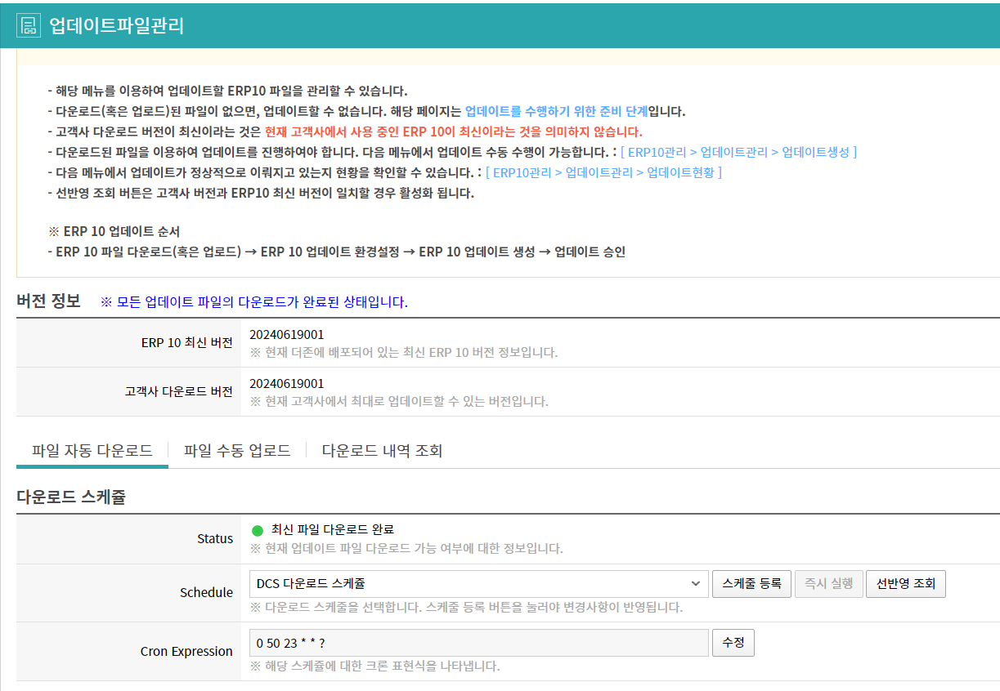 업데이트파일관리
- 해당 메뉴를 이용하여 업데이트할 ERP10 파일을 관리할 수 있습니다.
- 다운로드(혹은 업로드)된 파일이 없으면, 업데이트할 수 없습니다. 해당 페이지는 업데이트를 수행하기 위한 준비 단계입니다.
- 고객사 다운로드 버전이 최신이라는 것은 현재 고객사에서 사용 중인 ERP 10이 최신이라는 것을 의미하지 않습니다.
- 다운로드된 파일을 이용하여 업데이트를 진행하여야 합니다. 다음 메뉴에서 업데이트 수동 수행이 가능합니다. : [ ERP10관리 > 업데이트관리 > 업데이트생성 ]
- 다음 메뉴에서 업데이트가 정상적으로 이뤄지고 있는지 현황을 확인할 수 있습니다. : [ ERP10관리 > 업데이트관리 > 업데이트현황 ]
- 선반영 조회 버튼은 고객사 버전과 ERP10 최신 버전이 일치할 경우 활성화 됩니다.
※ ERP 10 업데이트 순서
- ERP 10 파일 다운로드(혹은 업로드) → ERP 10 업데이트 환경설정 → ERP 10 업데이트 생성 → 업데이트 승인
버전 정보 ※ 모든 업데이트 파일의 다운로드가 완료된 상태입니다.
ERP 10 최신 버전 20240619001
※ 현재 더존에 배포되어 있는 최신 ERP 10 버전 정보입니다.
고객사 다운로드 버전 20240619001
※ 현재 고객사에서 최대로 업데이트할 수 있는 버전입니다.
파일 자동 다운로드 파일 수동 업로드 다운로드 내역 조회
다운로드 스케쥴
Status 최신 파일 다운로드 완료
※ 현재 업데이트 파일 다운로드 가능 여부에 대한 정보입니다.
Schedule DCS 다운로드 스케쥴 스케줄 등록 즉시 실행 선반영 조회
※ 다운로드 스케줄을 선택합니다. 스케줄 등록 버튼을 눌러야 변경사항이 반영됩니다.
Cron Expression 0 50 23 * * ? 수정
※ 해당 스케쥴에 대한 크론 표현식을 나타냅니다.